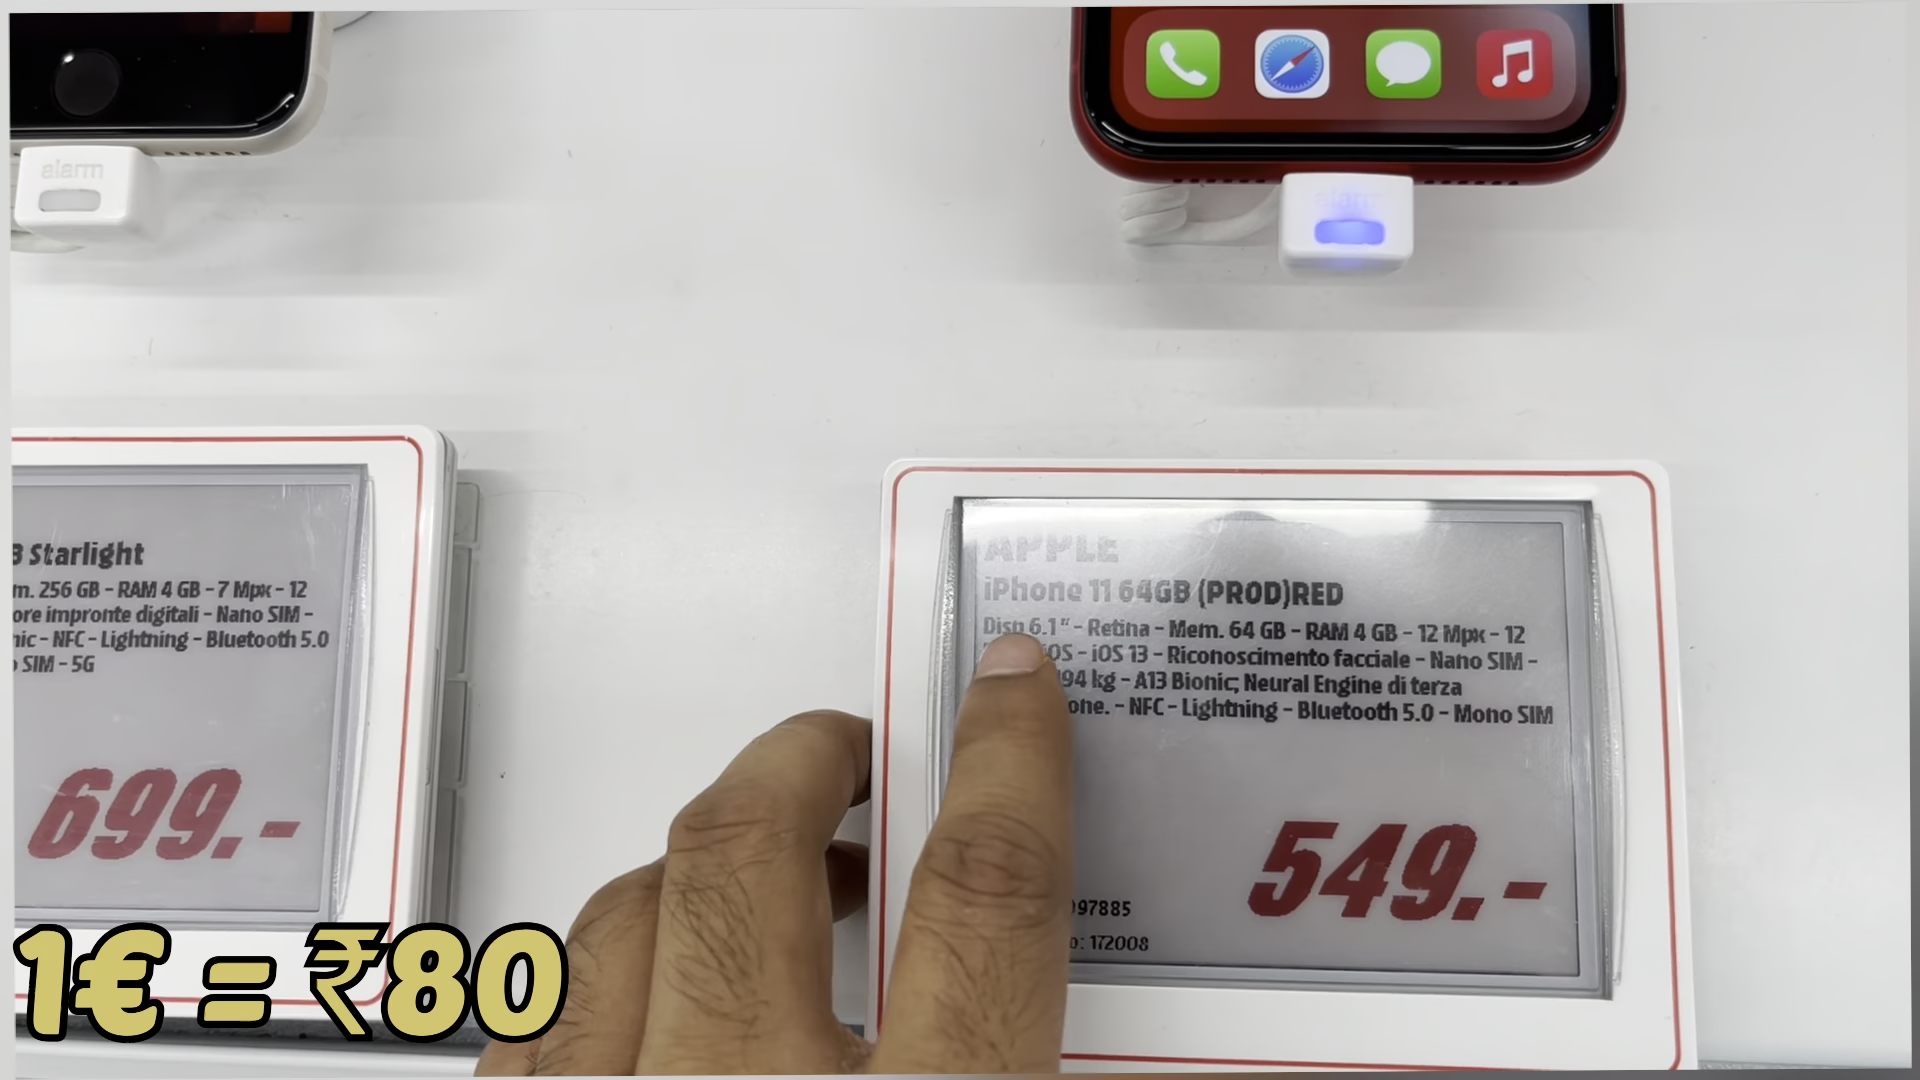 alarm
alarm
Starlight
256 GB - RAM 4 GB - 7 Mpx - 12
impronte digitali - Nano SIM -
- NFC - Lightning - Bluetooth 5.0
SIM - 5G
699.-
APPLE
iPhone 11 64GB (PROD)RED
Disp 6.1" - Retina - Mem. 64 GB - RAM 4 GB - 12 Mpx - 12
iOS - iOS 13 - Riconoscimento facciale - Nano SIM -
kg - A13 Bionic; Neural Engine di terza
- NFC - Lightning - Bluetooth 5.0 - Mono SIM
549.-
97885
172008
1€ = ₹80